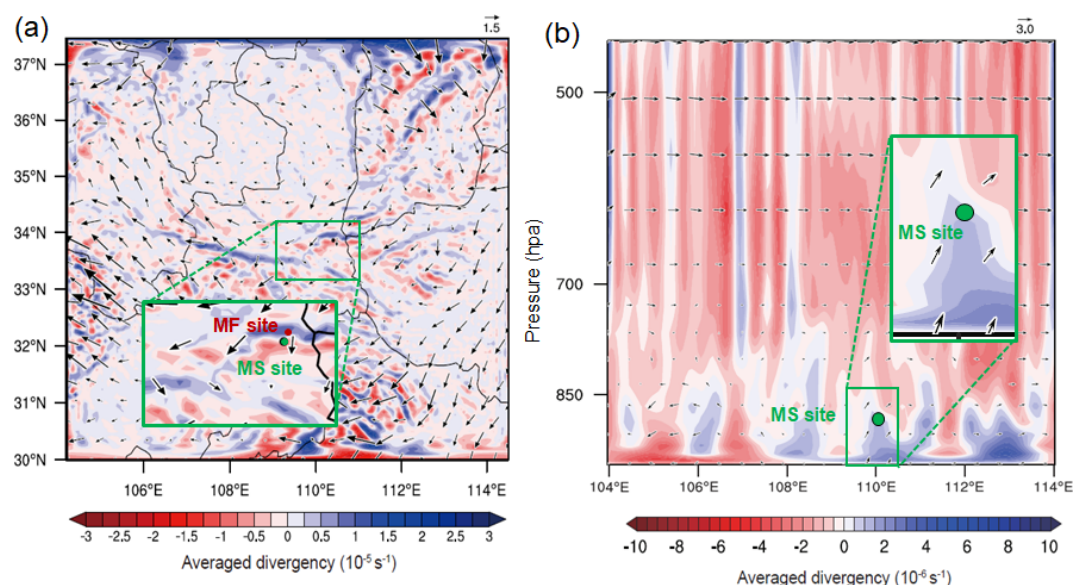 (a)
1.5
37°N
36°N
35°N
34°N
33°N
32°N
31°N
30°N
MF site
MS site
106°E 108°E 110°E 112°E 114°E
-3 -2.5 -2 -1.5 -1 -0.5 0 0.5 1 1.5 2 2.5 3
Averaged divergency (10⁻⁵ s⁻¹)
(b)
3.0
Pressure (hpa)
500
700
850
MS site
MS site
104°E 106°E 108°E 110°E 112°E 114°E
-10 -8 -6 -4 -2 0 2 4 6 8 10
Averaged divergency (10⁻⁶ s⁻¹)